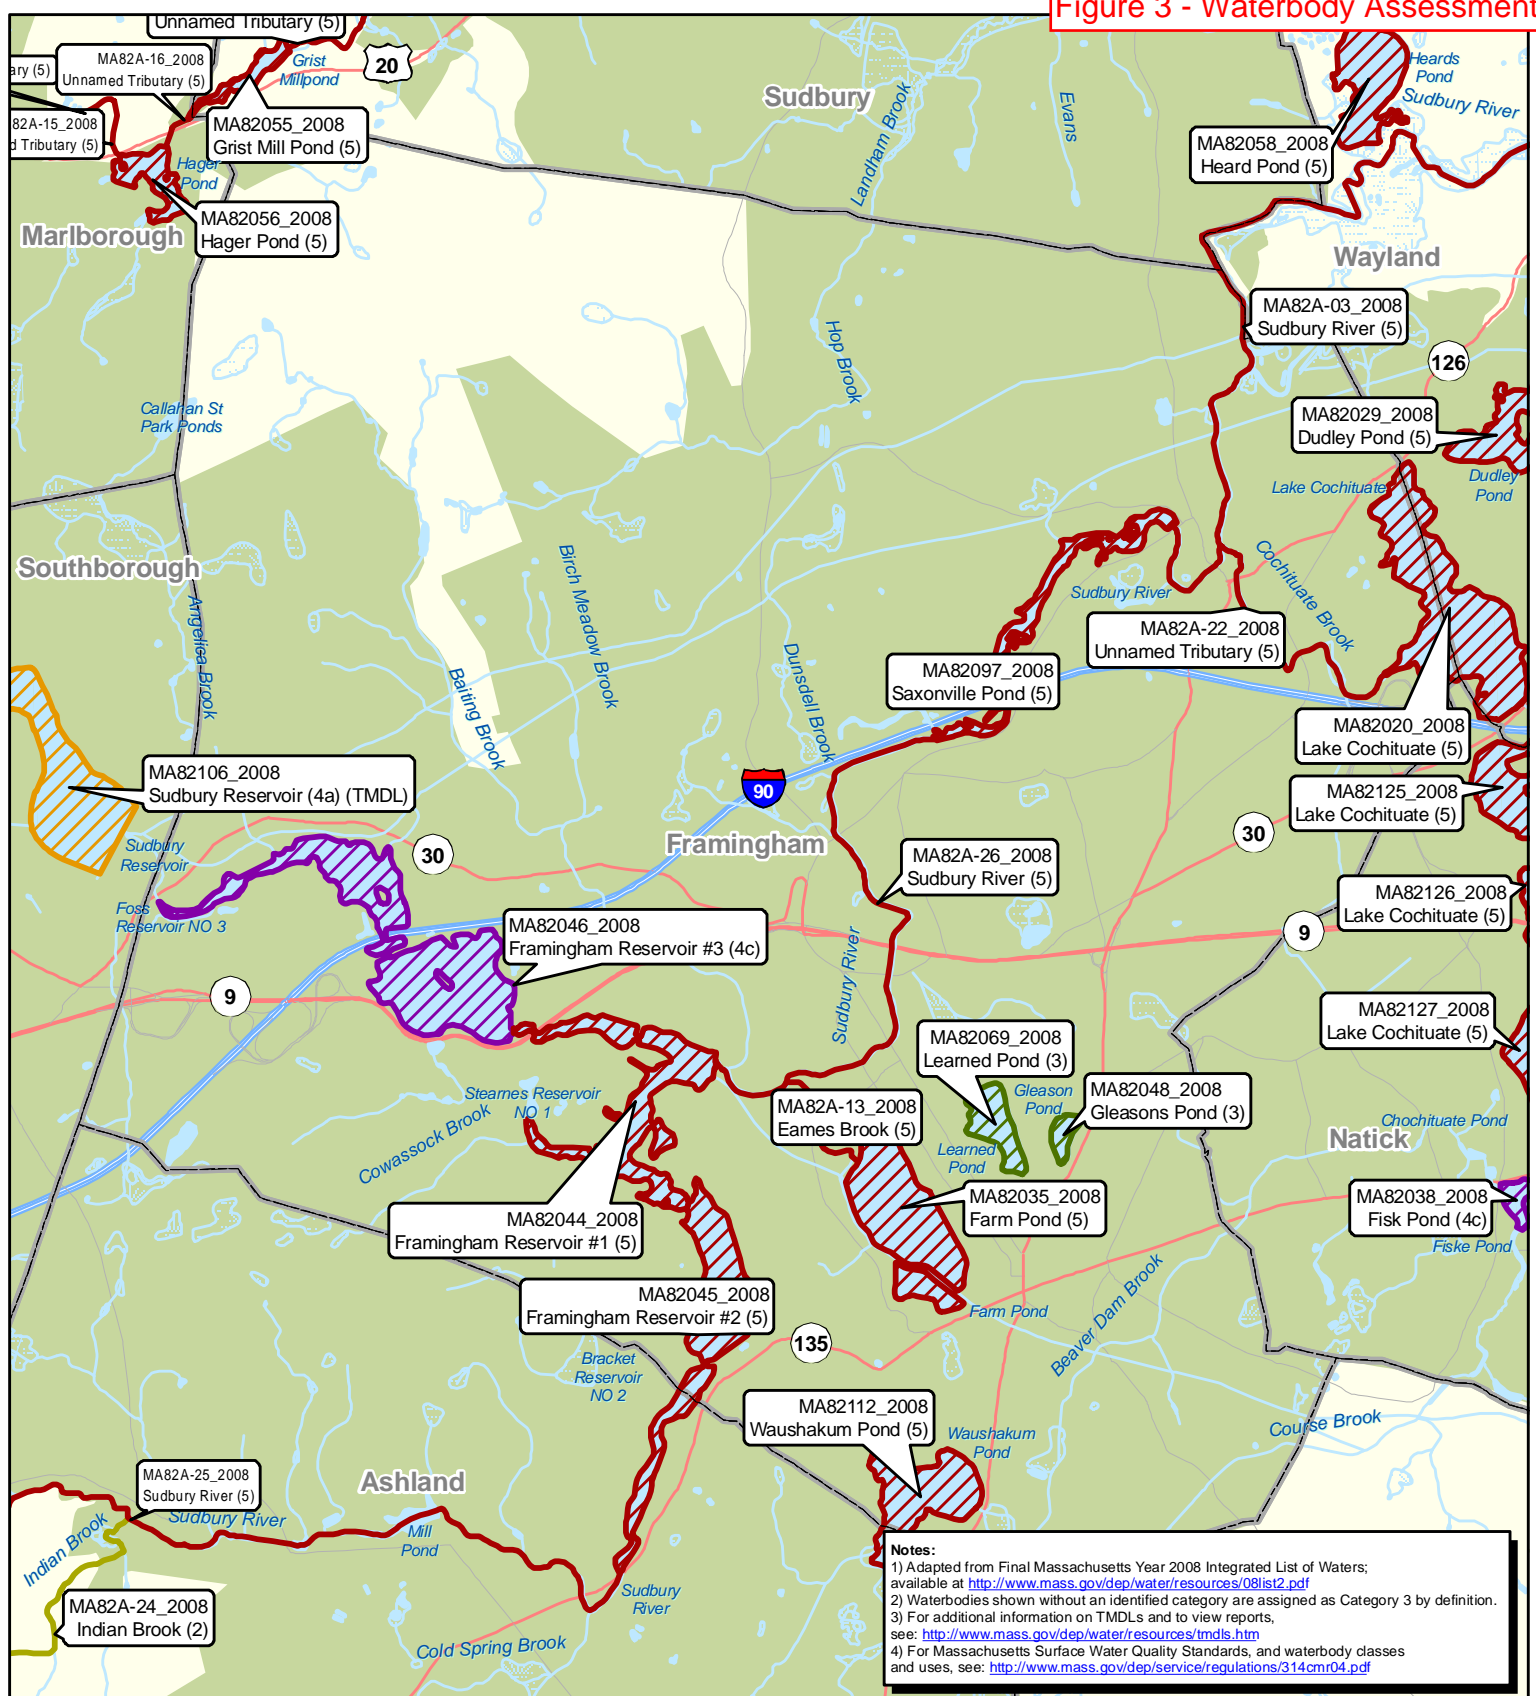 Figure 3 - Waterbody Assessment
Unnamed Tributary (5)
ary (5)
MA82A-16_2008
Unnamed Tributary (5)
82A-15_2008
d Tributary (5)
Grist
Millpond
20
MA82055_2008
Grist Mill Pond (5)
Hager
Pond
MA82056_2008
Hager Pond (5)
Marlborough
Sudbury
Landham Brook
Evans
Heards
Pond
Sudbury River
MA82058_2008
Heard Pond (5)
Wayland
MA82A-03_2008
Sudbury River (5)
126
Hop Brook
Callahan St
Park Ponds
MA82029_2008
Dudley Pond (5)
Dudley
Pond
Lake Cochituate
Southborough
Angelica Brook
Birch Meadow Brook
Baiting Brook
Dunsdell Brook
Sudbury River
Cochituate Brook
MA82A-22_2008
Unnamed Tributary (5)
MA82097_2008
Saxonville Pond (5)
MA82020_2008
Lake Cochituate (5)
MA82106_2008
Sudbury Reservoir (4a) (TMDL)
90
MA82125_2008
Lake Cochituate (5)
Sudbury
Reservoir
30
Framingham
30
MA82A-26_2008
Sudbury River (5)
MA82126_2008
Lake Cochituate (5)
Foss
Reservoir NO 3
MA82046_2008
Framingham Reservoir #3 (4c)
9
9
Sudbury River
MA82127_2008
Lake Cochituate (5)
MA82069_2008
Learned Pond (3)
Gleason
Pond
MA82048_2008
Gleasons Pond (3)
Stearnes Reservoir
NO 1
Cowassock Brook
MA82A-13_2008
Eames Brook (5)
Learned
Pond
Chochituate Pond
Natick
MA82035_2008
Farm Pond (5)
MA82038_2008
Fisk Pond (4c)
Fiske Pond
MA82044_2008
Framingham Reservoir #1 (5)
MA82045_2008
Framingham Reservoir #2 (5)
Farm Pond
Beaver Dam Brook
135
Bracket
Reservoir
NO 2
MA82112_2008
Waushakum Pond (5)
Waushakum
Pond
Course Brook
Ashland
MA82A-25_2008
Sudbury River (5)
Sudbury River
Mill
Pond
Indian Brook
Sudbury
River
MA82A-24_2008
Indian Brook (2)
Cold Spring Brook
Notes:
1) Adapted from Final Massachusetts Year 2008 Integrated List of Waters;
available at http://www.mass.gov/dep/water/resources/08list2.pdf
2) Waterbodies shown without an identified category are assigned as Category 3 by definition.
3) For additional information on TMDLs and to view reports,
see: http://www.mass.gov/dep/water/resources/tmdls.htm
4) For Massachusetts Surface Water Quality Standards, and waterbody classes
and uses, see: http://www.mass.gov/dep/service/regulations/314cmr04.pdf